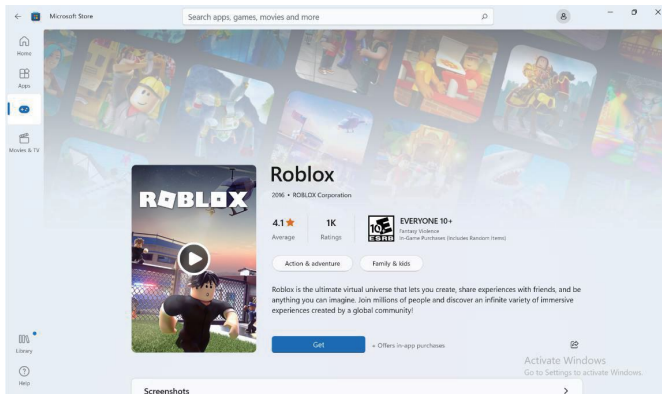 Microsoft Store
Search apps, games, movies and more
Home
Apps
Movies & TV
Library
Help
ROBLOX
Roblox
2016 • ROBLOX Corporation
4.1★
Average
1K
Ratings
10+
ESRB
EVERYONE 10+
Fantasy Violence
In-Game Purchases (Includes Random Items)
Action & adventure
Family & kids
Roblox is the ultimate virtual universe that lets you create, share experiences with friends, and be
anything you can imagine. Join millions of people and discover an infinite variety of immersive
experiences created by a global community!
Get
+ Offers in-app purchases
Activate Windows
Go to Settings to activate Windows.
Screenshots